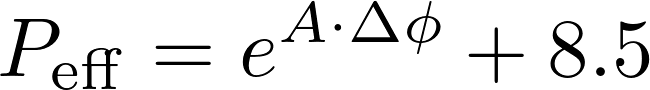 P_eff = e^{A·Δϕ} + 8.5